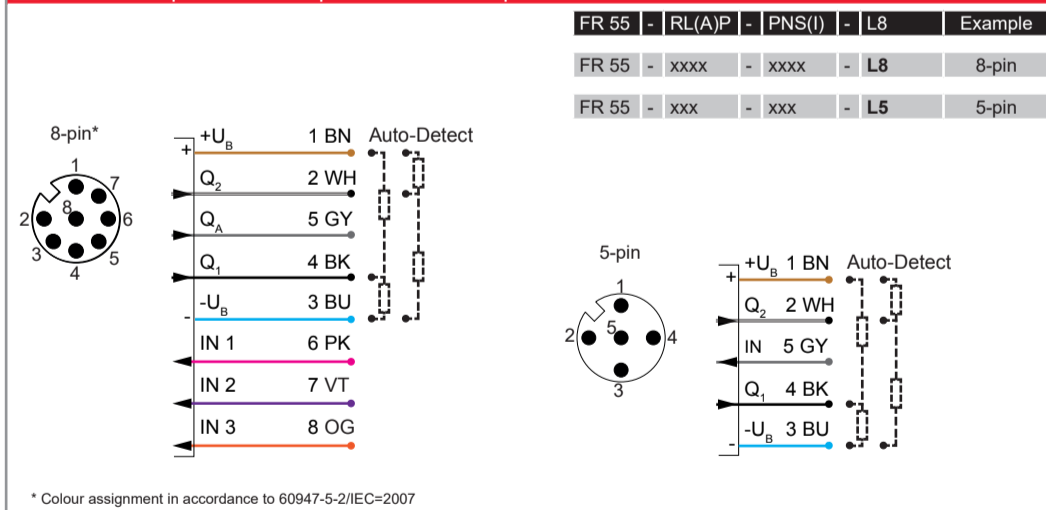 FR 55 - RL(A)P - PNS(I) - L8 Example
FR 55 - xxxx - xxxx - L8 8-pin
FR 55 - xxx - xxx - L5 5-pin
8-pin*
1
7
2
8
6
3
5
4
+UB 1 BN Auto-Detect
+
Q2 2 WH
QA 5 GY
Q1 4 BK
-UB 3 BU
-
IN 1 6 PK
IN 2 7 VT
IN 3 8 OG
5-pin
1
2
5
4
3
+UB 1 BN Auto-Detect
+
Q2 2 WH
IN 5 GY
Q1 4 BK
-UB 3 BU
-
* Colour assignment in accordance to 60947-5-2/IEC=2007